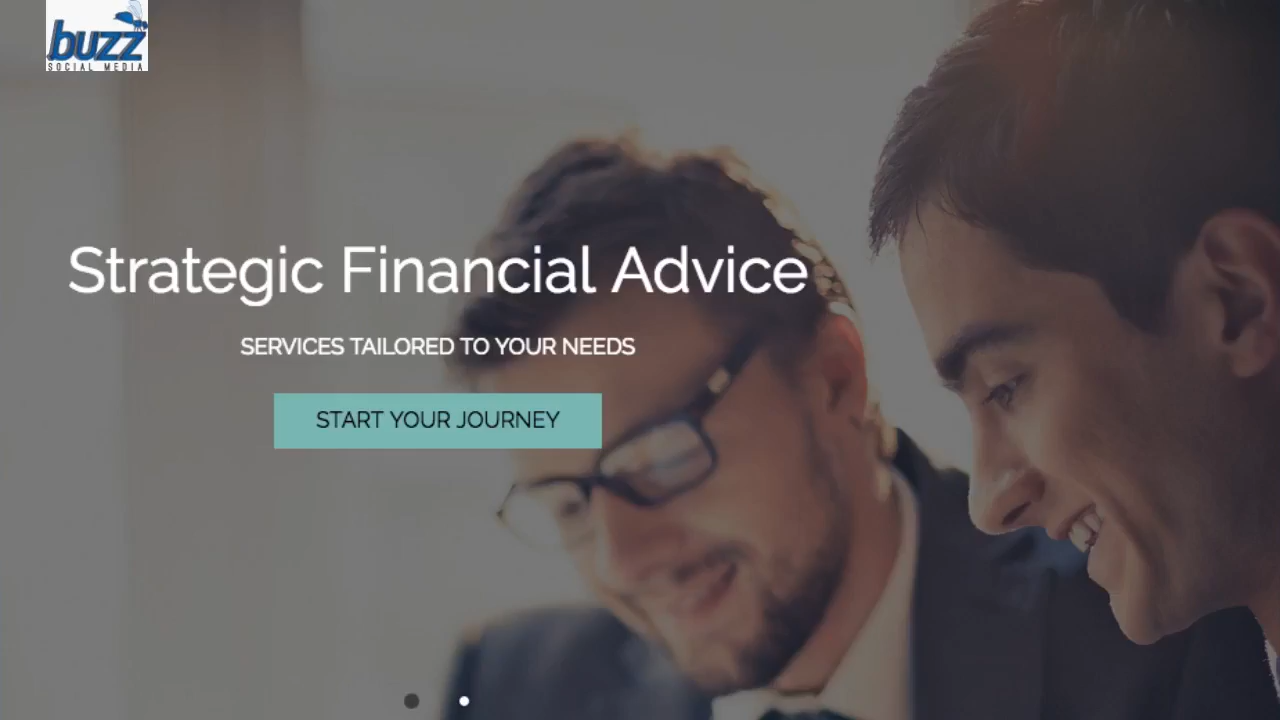 buzz
SOCIAL MEDIA
Strategic Financial Advice
SERVICES TAILORED TO YOUR NEEDS
START YOUR JOURNEY